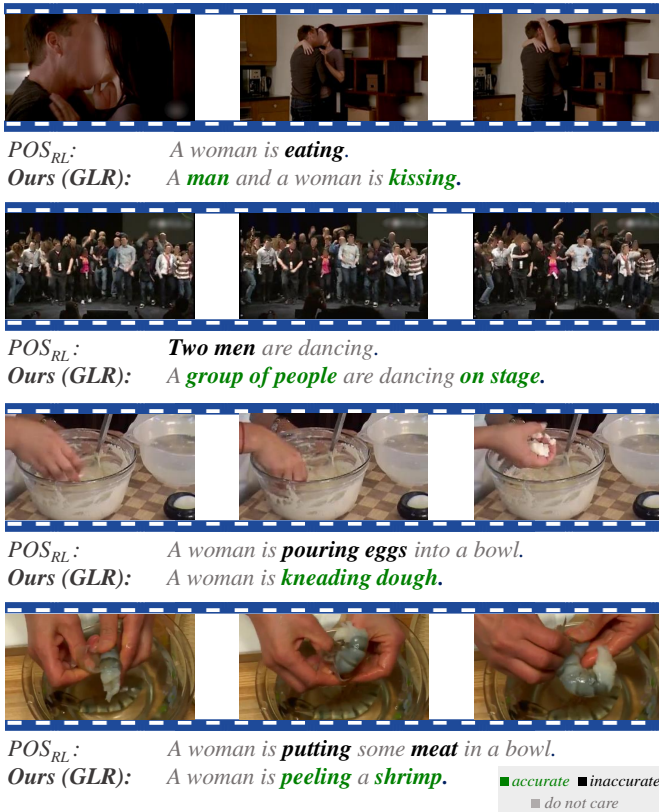 POS_RL: A woman is eating.
Ours (GLR): A man and a woman is kissing.
POS_RL: Two men are dancing.
Ours (GLR): A group of people are dancing on stage.
POS_RL: A woman is pouring eggs into a bowl.
Ours (GLR): A woman is kneading dough.
POS_RL: A woman is putting some meat in a bowl.
Ours (GLR): A woman is peeling a shrimp.
accurate inaccurate
do not care